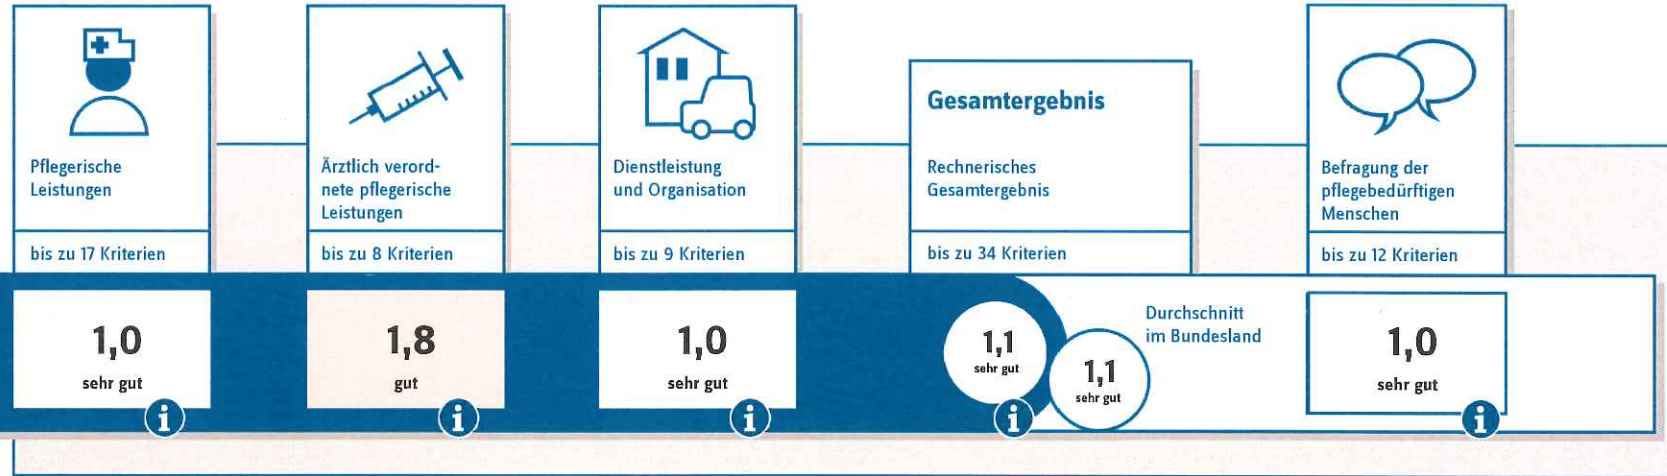 Pflegerische
Leistungen
bis zu 17 Kriterien
1,0
sehr gut
i
Ärztlich verord-
nete pflegerische
Leistungen
bis zu 8 Kriterien
1,8
gut
i
Dienstleistung
und Organisation
bis zu 9 Kriterien
1,0
sehr gut
i
Gesamtergebnis
Rechnerisches
Gesamtergebnis
bis zu 34 Kriterien
1,1
sehr gut
i
1,1
sehr gut
Durchschnitt
im Bundesland
Befragung der
pflegebedürftigen
Menschen
bis zu 12 Kriterien
1,0
sehr gut
i